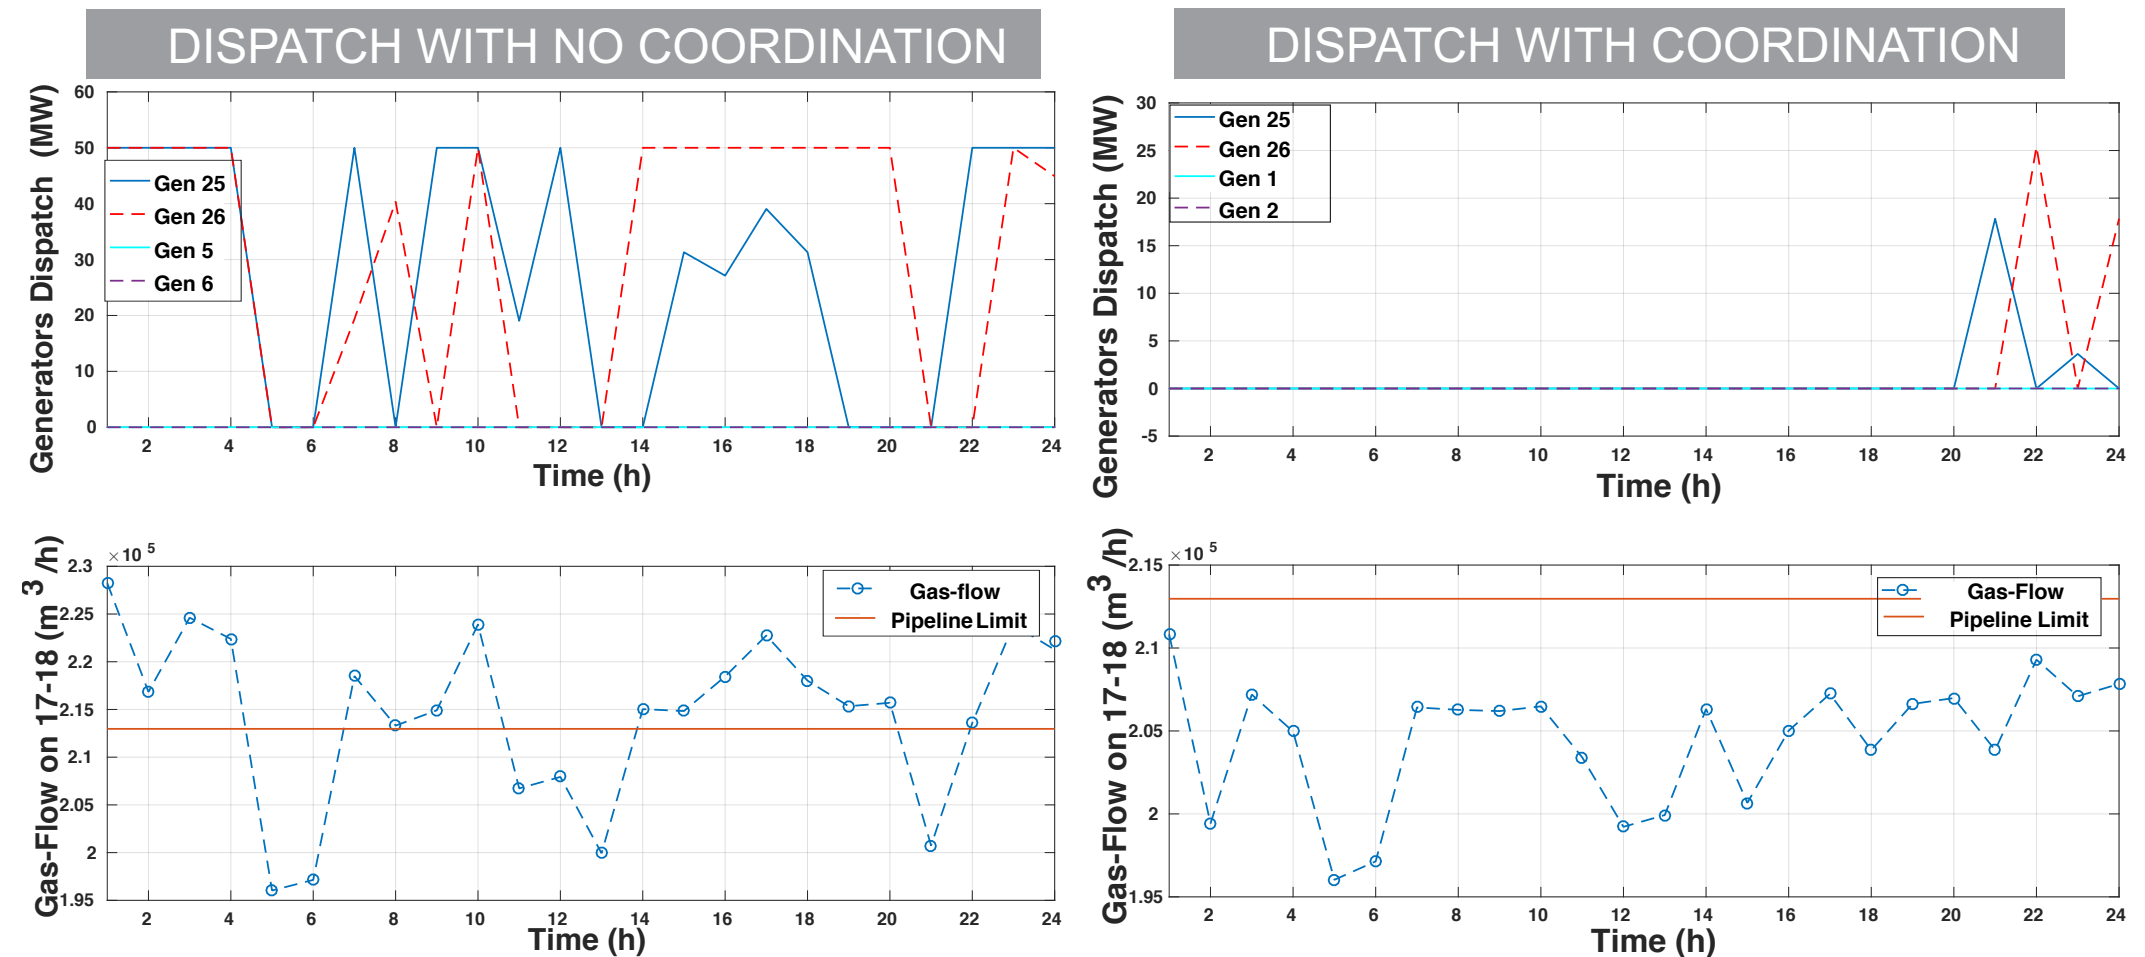 DISPATCH WITH NO COORDINATION
60
50
40
30
20
10
0
Generators Dispatch (MW)
Gen 25
Gen 26
Gen 5
Gen 6
2 4 6 8 10 12 14 16 18 20 22 24
Time (h)
DISPATCH WITH COORDINATION
30
25
20
15
10
5
0
-5
Generators Dispatch (MW)
Gen 25
Gen 26
Gen 1
Gen 2
2 4 6 8 10 12 14 16 18 20 22 24
Time (h)
×10 5
2.3
2.25
2.2
2.15
2.1
2.05
2
1.95
Gas-Flow on 17-18 (m3/h)
Gas-flow
Pipeline Limit
2 4 6 8 10 12 14 16 18 20 22 24
Time (h)
×10 5
2.15
2.1
2.05
2
1.95
Gas-Flow on 17-18 (m3/h)
Gas-Flow
Pipeline Limit
2 4 6 8 10 12 14 16 18 20 22 24
Time (h)